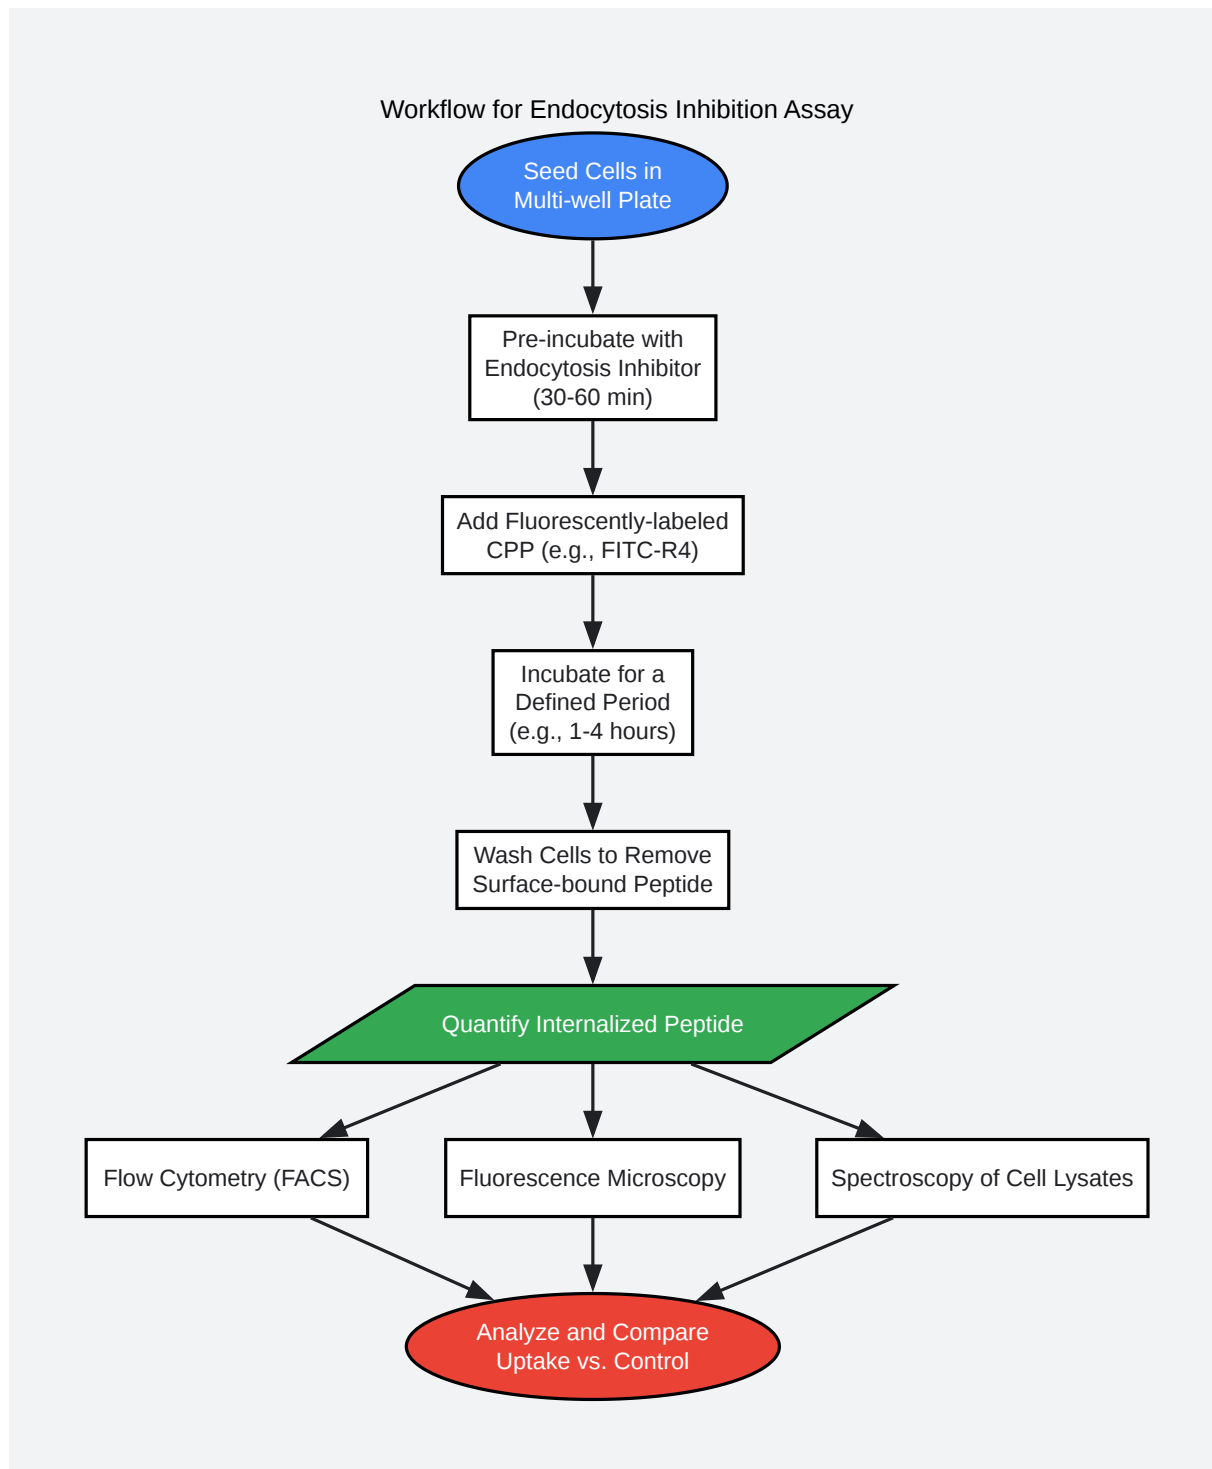 Workflow for Endocytosis Inhibition Assay
Seed Cells in
Multi-well Plate
Pre-incubate with
Endocytosis Inhibitor
(30-60 min)
Add Fluorescently-labeled
CPP (e.g., FITC-R4)
Incubate for a
Defined Period
(e.g., 1-4 hours)
Wash Cells to Remove
Surface-bound Peptide
Quantify Internalized Peptide
Flow Cytometry (FACS)
Fluorescence Microscopy
Spectroscopy of Cell Lysates
Analyze and Compare
Uptake vs. Control